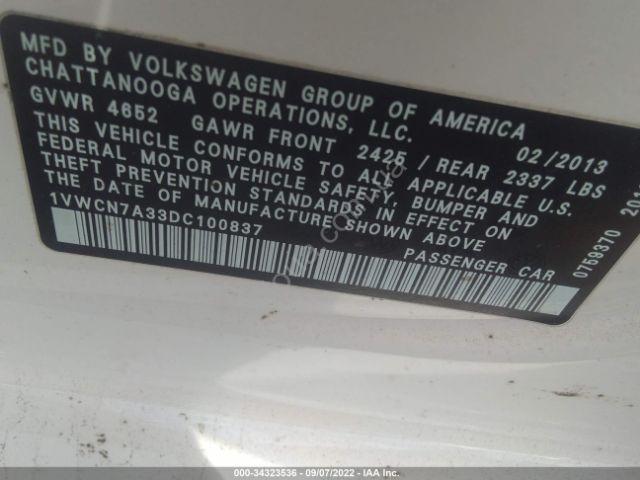 MFD BY VOLKSWAGEN GROUP OF AMERICA
CHATTANOOGA OPERATIONS, LLC.
02/2013
GVWR 4652 GAWR FRONT 2425 / REAR 2337 LBS
THIS VEHICLE CONFORMS TO ALL APPLICABLE U.S.
FEDERAL MOTOR VEHICLE SAFETY, BUMPER AND
THEFT PREVENTION STANDARDS IN EFFECT ON
THE DATE OF MANUFACTURE
1VWCN7A33DC100837
PASSENGER CAR
0759370
000-34323536 - 09/07/2022 - IAA Inc.